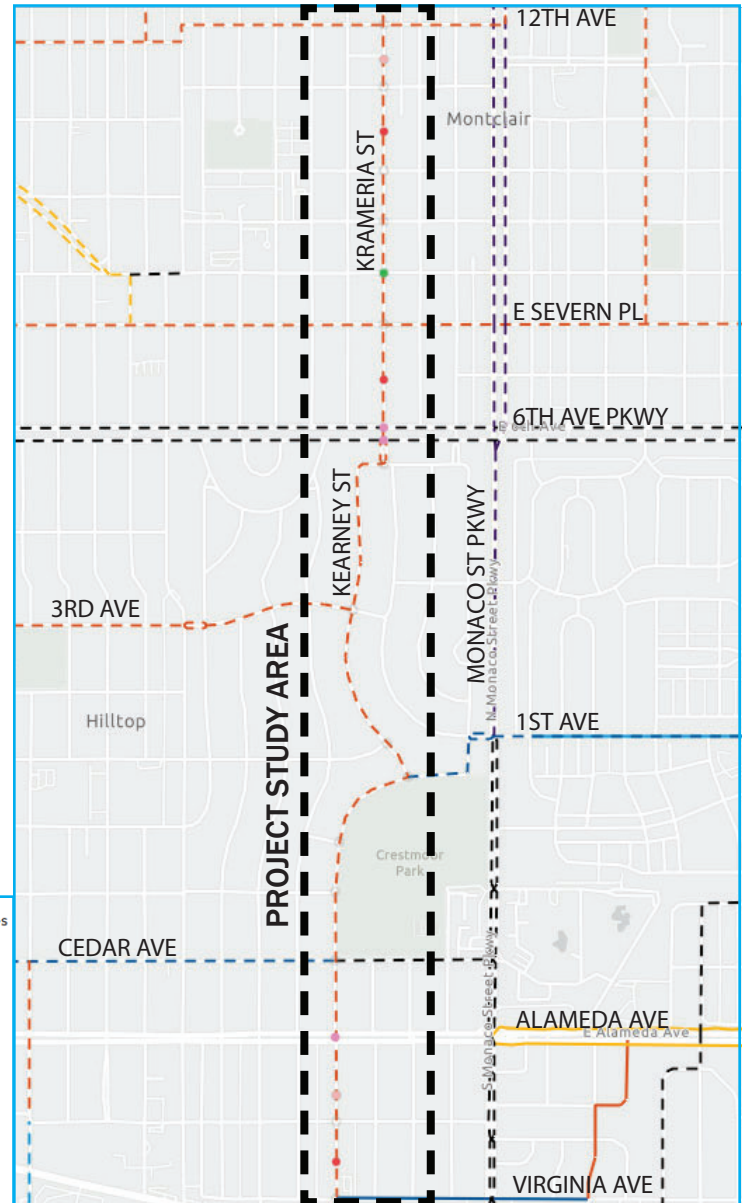 12TH AVE
Montclair
KRAMERIA ST
E SEVERN PL
6TH AVE PKWY
E 6th Ave
KEARNEY ST
MONACO ST PKWY
N Monaco Street Pkwy
3RD AVE
PROJECT STUDY AREA
Hilltop
1ST AVE
Crestmoor
Park
s
CEDAR AVE
S Monaco Street Pkwy
ALAMEDA AVE
E Alameda Ave
VIRGINIA AVE